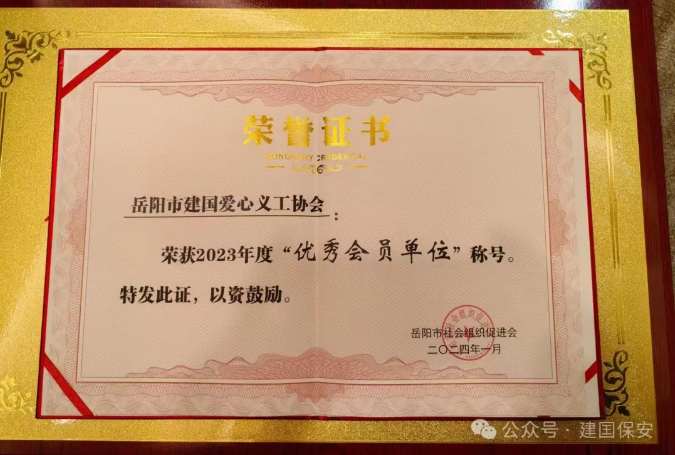 荣誉证书
HONORARY CREDENTIAL
岳阳市建国爱心义工协会：
荣获2023年度“优秀会员单位”称号。
特发此证，以资鼓励。
岳阳市社会组织促进会
二〇二四年一月
公众号·建国保安